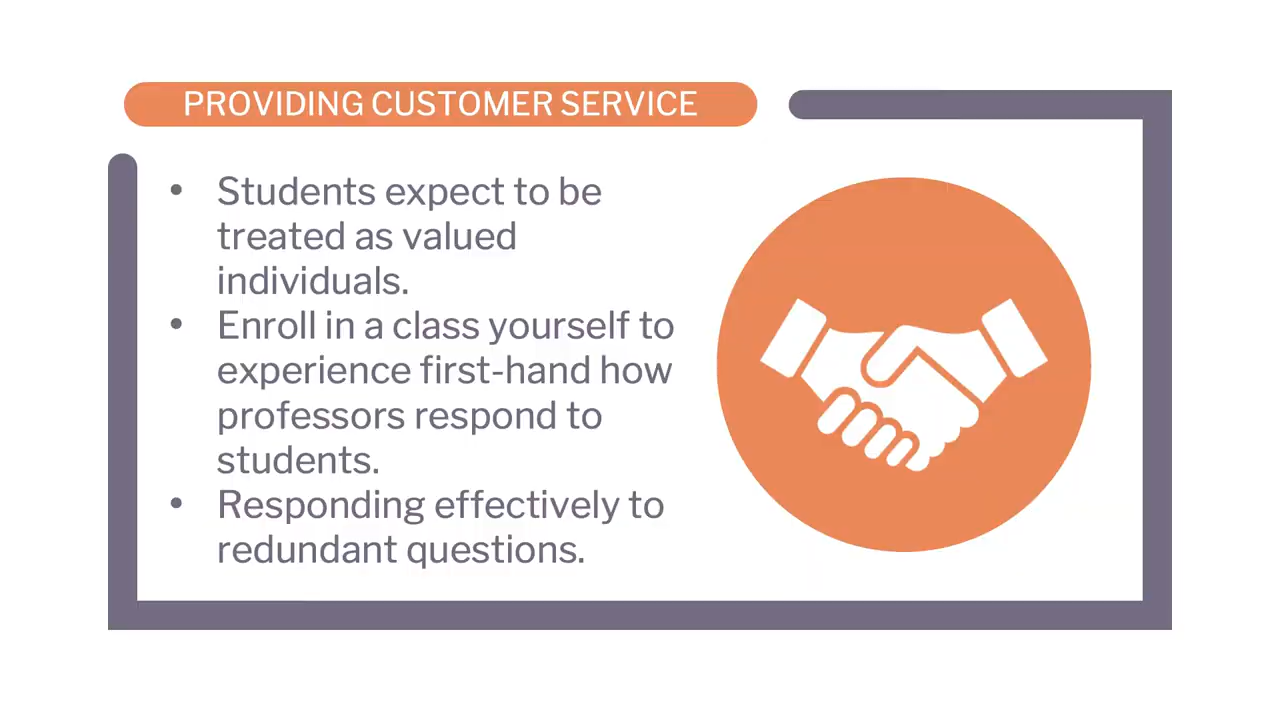 PROVIDING CUSTOMER SERVICE
• Students expect to be
treated as valued
individuals.
• Enroll in a class yourself to
experience first-hand how
professors respond to
students.
• Responding effectively to
redundant questions.